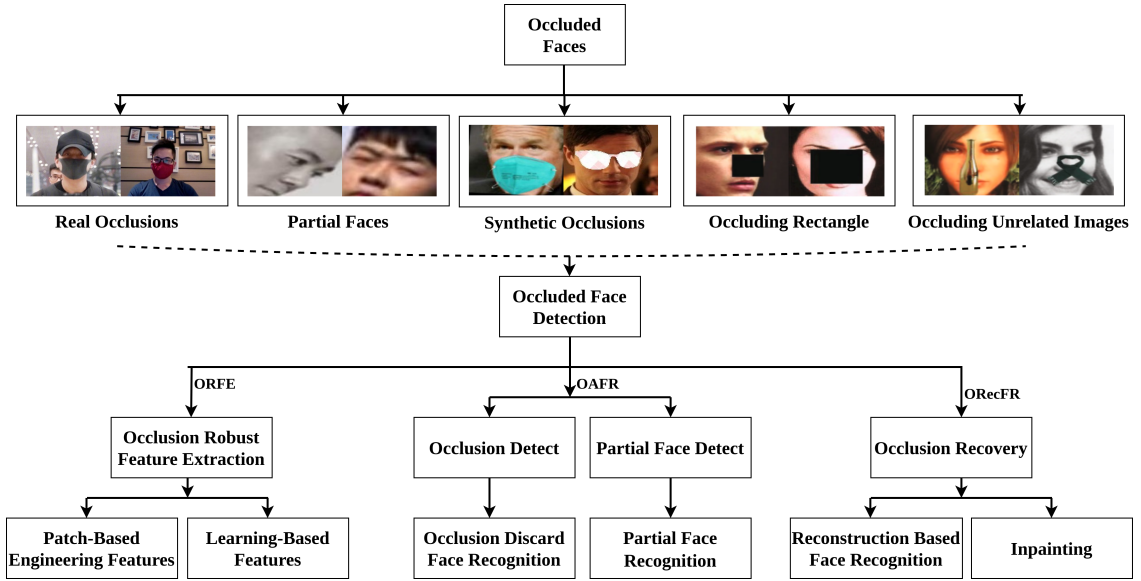 Occluded
Faces
Real Occlusions
Partial Faces
Synthetic Occlusions
Occluding Rectangle
Occluding Unrelated Images
Occluded Face
Detection
ORFE
OAFR
ORecFR
Occlusion Robust
Feature Extraction
Occlusion Detect
Partial Face Detect
Occlusion Recovery
Patch-Based
Engineering Features
Learning-Based
Features
Occlusion Discard
Face Recognition
Partial Face
Recognition
Reconstruction Based
Face Recognition
Inpainting